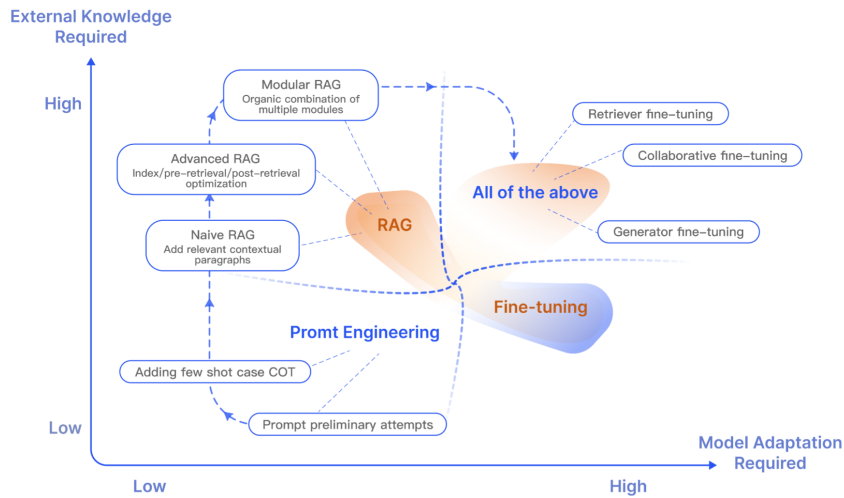 External Knowledge
Required
High
Modular RAG
Organic combination of
multiple modules
Retriever fine-tuning
Advanced RAG
Index/pre-retrieval/post-retrieval
optimization
Collaborative fine-tuning
All of the above
RAG
Naive RAG
Add relevant contextual
paragraphs
Generator fine-tuning
Fine-tuning
Promt Engineering
Adding few shot case COT
Prompt preliminary attempts
Low
Model Adaptation
Required
Low
High